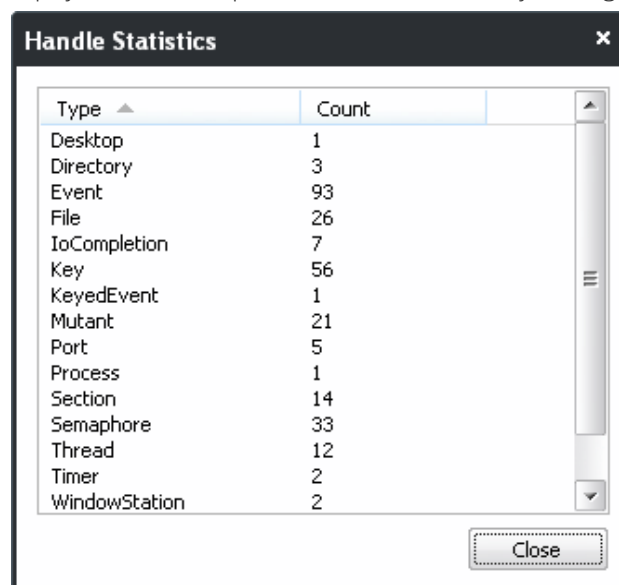 Handle Statistics
Type Count
Desktop 1
Directory 3
Event 93
File 26
IoCompletion 7
Key 56
KeyedEvent 1
Mutant 21
Port 5
Process 1
Section 14
Semaphore 33
Thread 12
Timer 2
WindowStation 2
Close